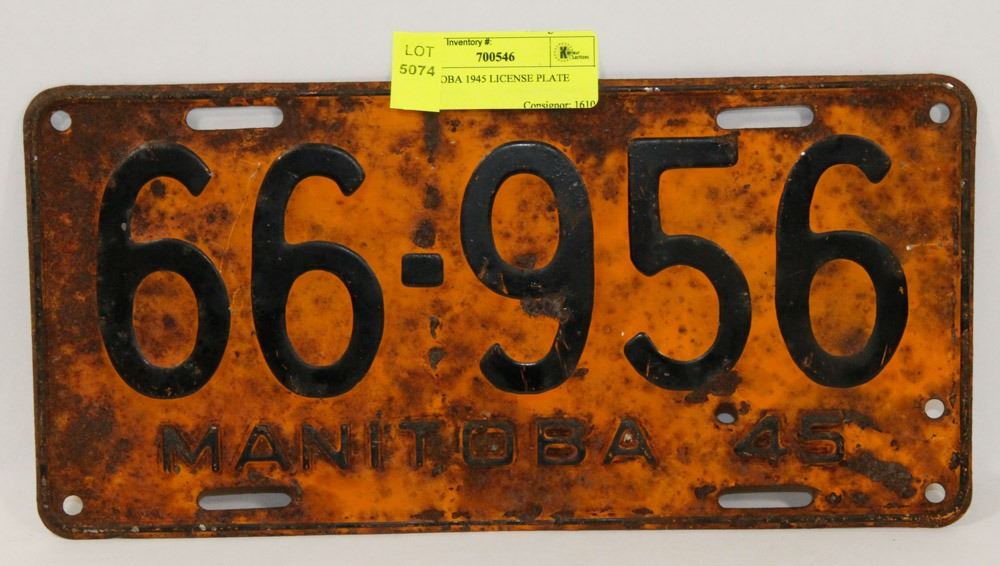 LOT
5074
Inventory #:
700546
OBA 1945 LICENSE PLATE
Consignor: 1610
66-956
MANITOBA 45